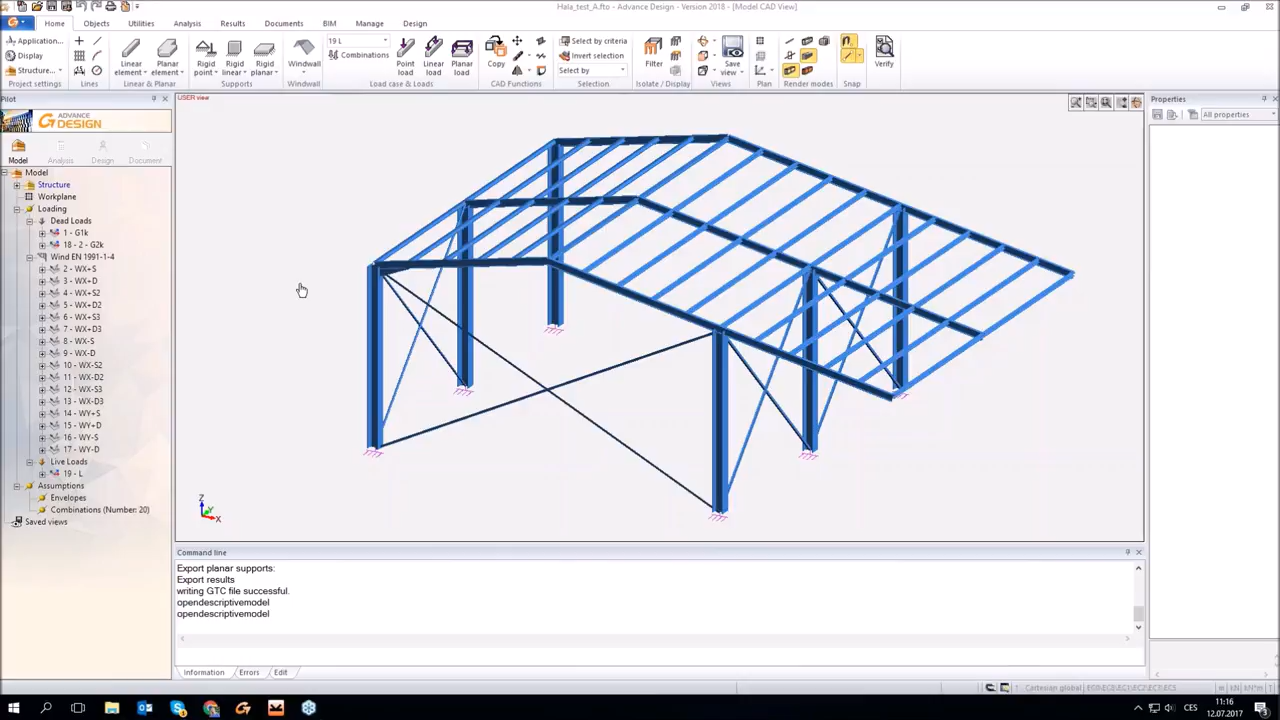 Hala_test_A.fto - Advance Design - Version 2018 - [Model CAD View]
Home Objects Utilities Analysis Results Documents BIM Manage Design
Application...
Display
Structure...
Project settings
Lines
Linear element
Planar element
Linear & Planar
Rigid point
Rigid linear
Rigid planar
Supports
Windwall
Windwall
19 L
Combinations
Point load
Linear load
Planar load
Load case & Loads
Copy
CAD Functions
Select by criteria
Invert selection
Select by
Selection
Filter
Isolate / Display
Save view
Views
Plan
Render modes
Snap
Verify
Pilot
ADVANCE
DESIGN
Model Analysis Design Document
Model
Structure
Workplane
Loading
Dead Loads
1 - G1k
18 - 2 - G2k
Wind EN 1991-1-4
2 - WX+S
3 - WX+D
4 - WX+S2
5 - WX+D2
6 - WX+S3
7 - WX+D3
8 - WX-S
9 - WX-D
10 - WX-S2
11 - WX-D2
12 - WX-S3
13 - WX-D3
14 - WY+S
15 - WY+D
16 - WY-S
17 - WY-D
Live Loads
19 - L
Assumptions
Envelopes
Combinations (Number: 20)
Saved views
USER view
Z
Y
X
Properties
All properties
Command line
Export planar supports:
Export results
writing GTC file successful.
opendescriptivemodel
opendescriptivemodel
Information Errors Edit
Cartesian global EC0/EC8/EC1/EC2/EC3/EC5 m kN kN*m T
CES
11:16
12.07.2017